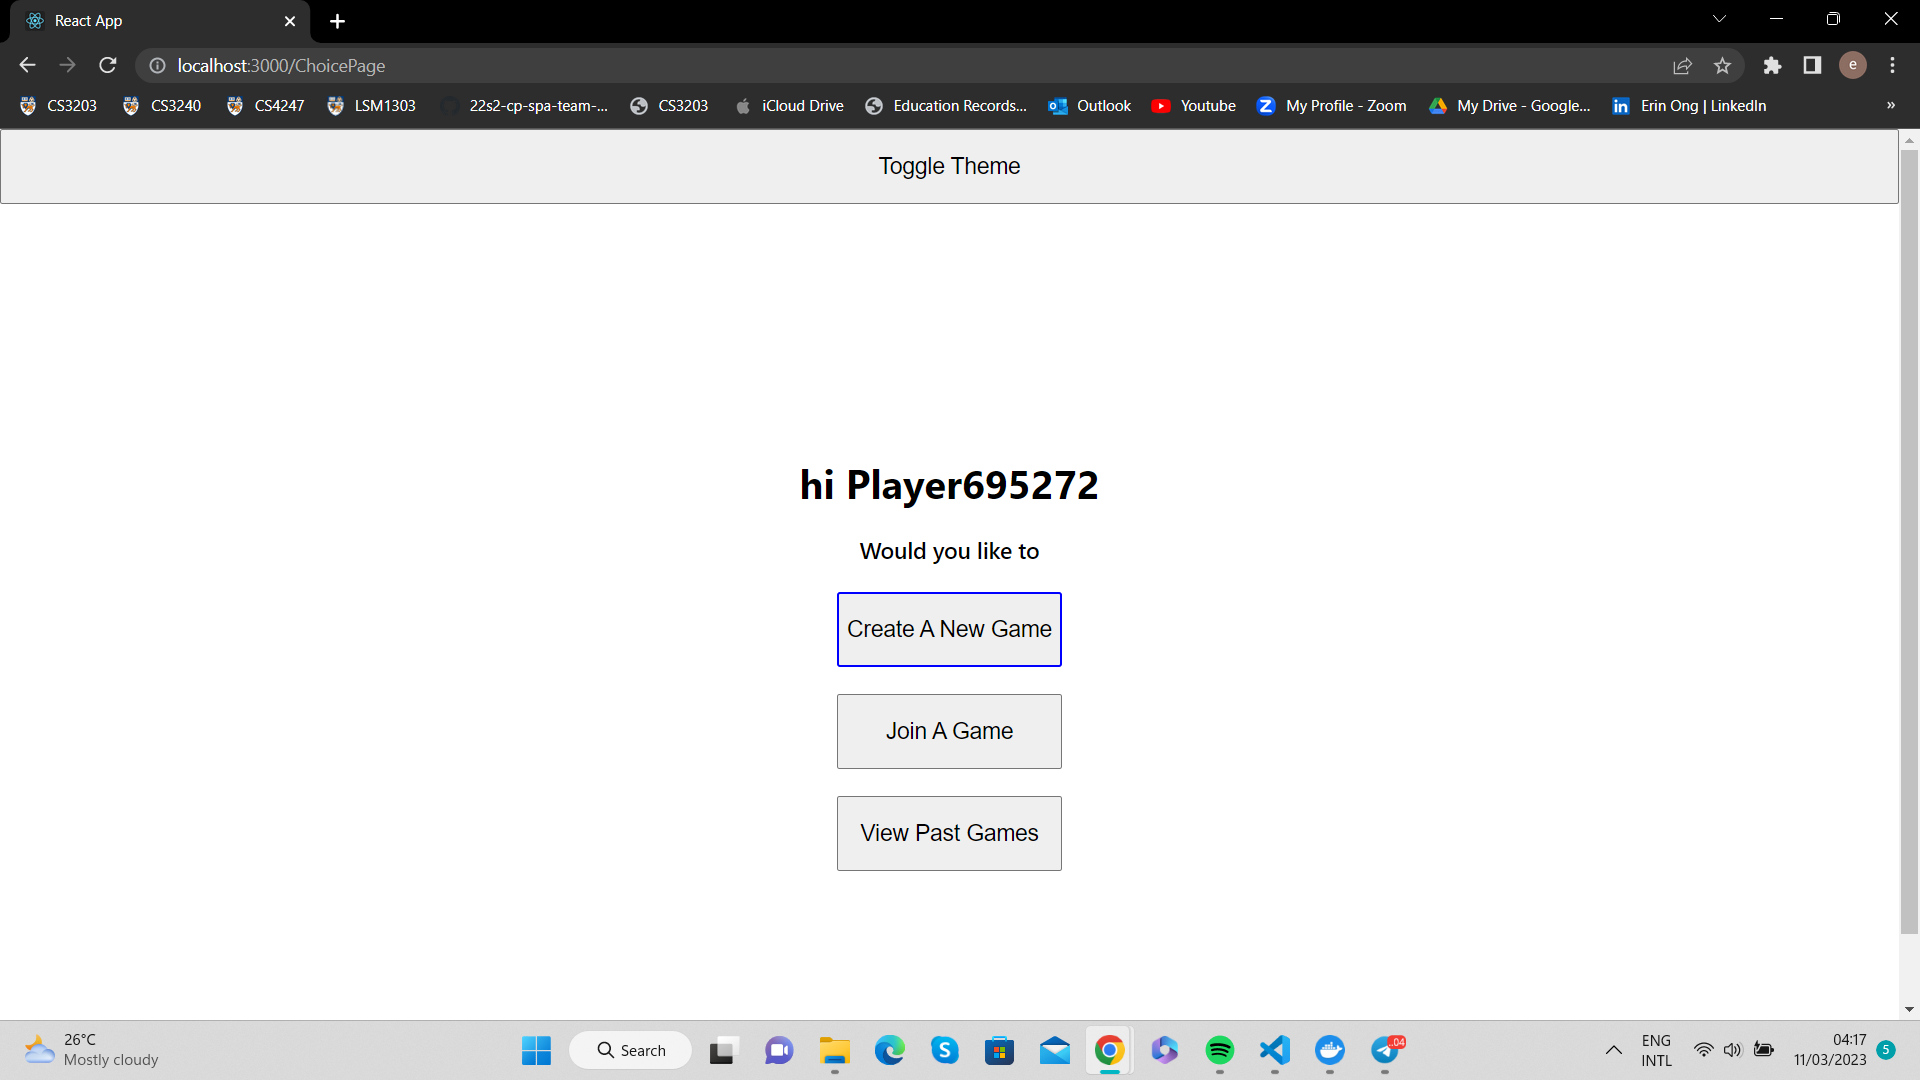 React App
localhost:3000/ChoicePage
e
CS3203 CS3240 CS4247 LSM1303 22s2-cp-spa-team-... CS3203 iCloud Drive Education Records... Outlook Youtube My Profile - Zoom My Drive - Google... Erin Ong | LinkedIn »
Toggle Theme
hi Player695272
Would you like to
Create A New Game
Join A Game
View Past Games
26°C
Mostly cloudy
Search
..04
ENG
INTL
04:17
11/03/2023
5